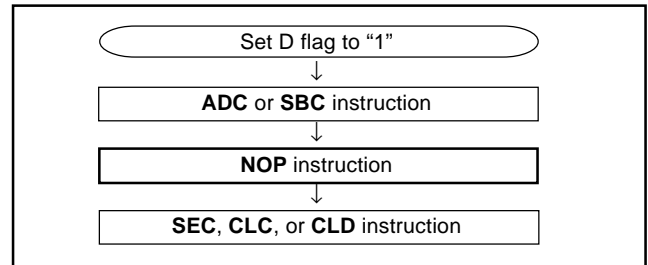 Set D flag to “1”
ADC or SBC instruction
NOP instruction
SEC, CLC, or CLD instruction